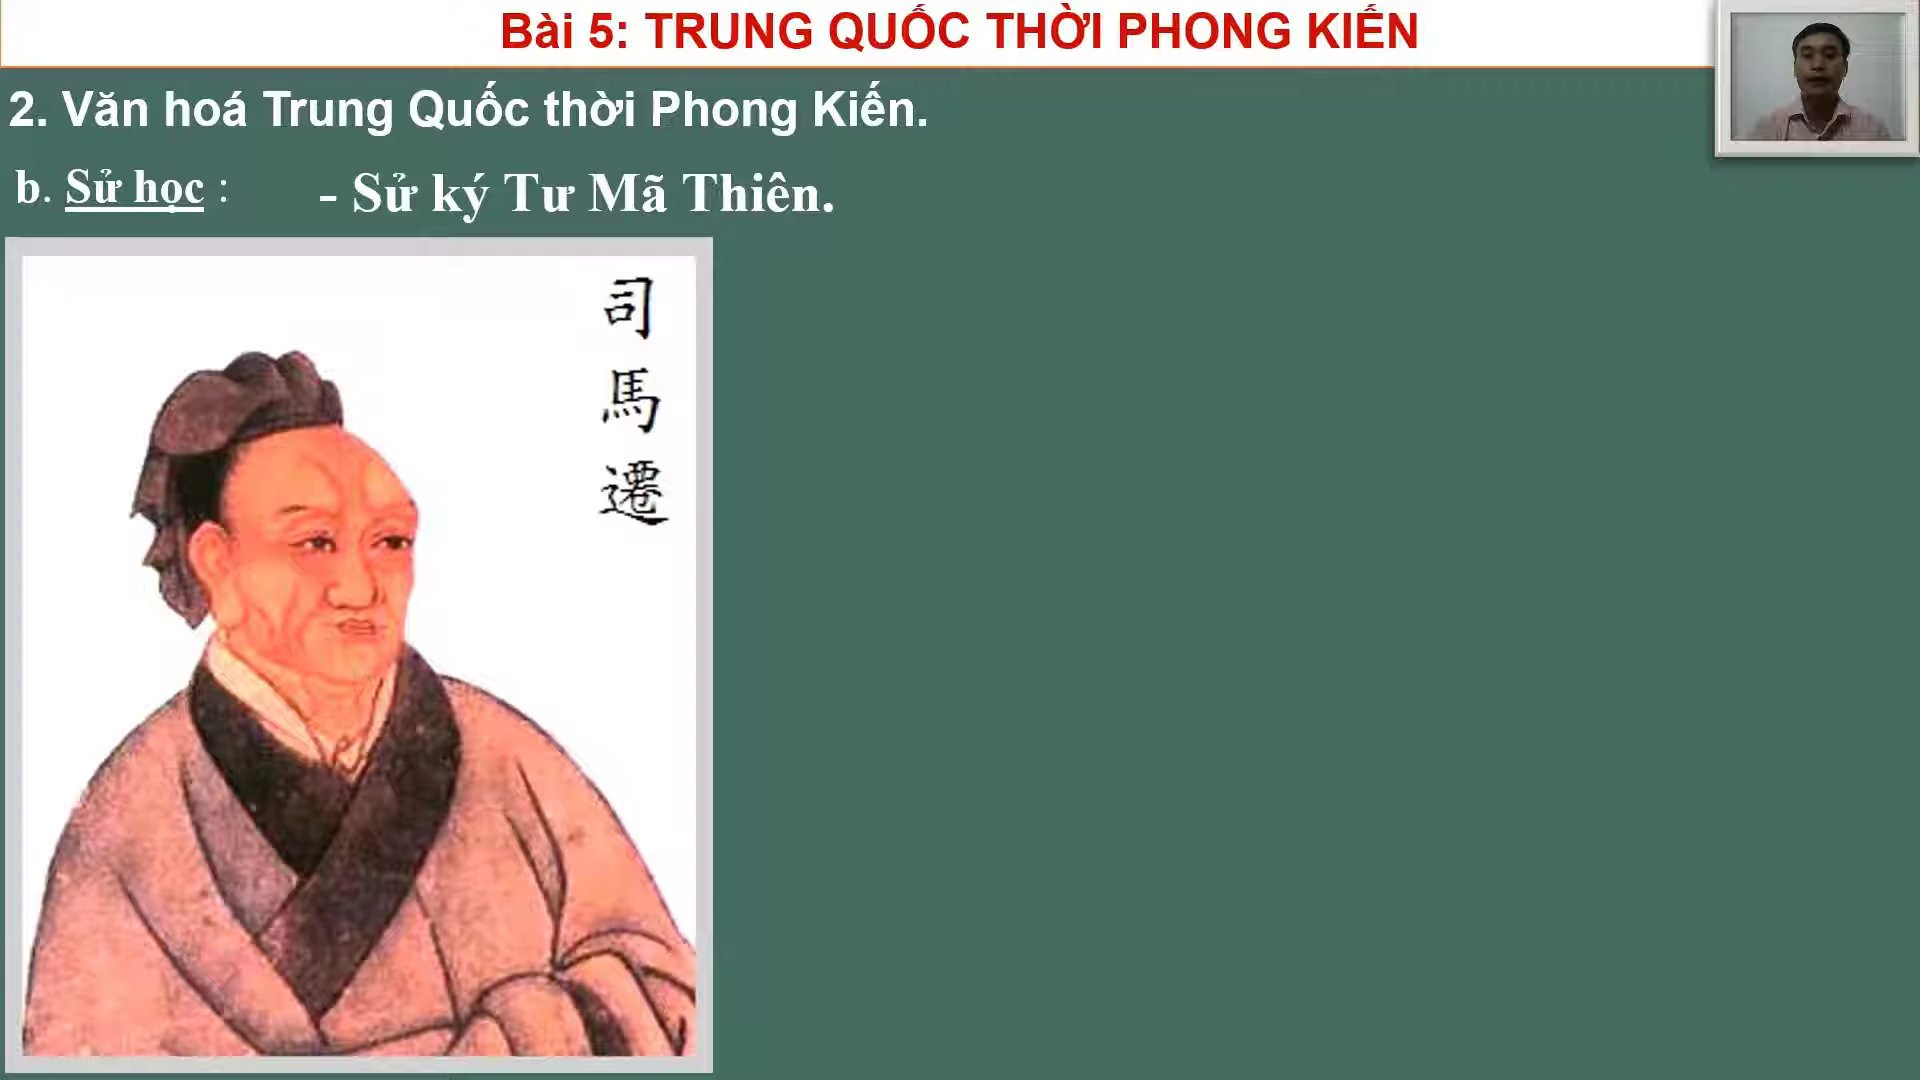 Bài 5: TRUNG QUỐC THỜI PHONG KIẾN
2. Văn hoá Trung Quốc thời Phong Kiến.
b. Sử học : - Sử ký Tư Mã Thiên.
司馬遷